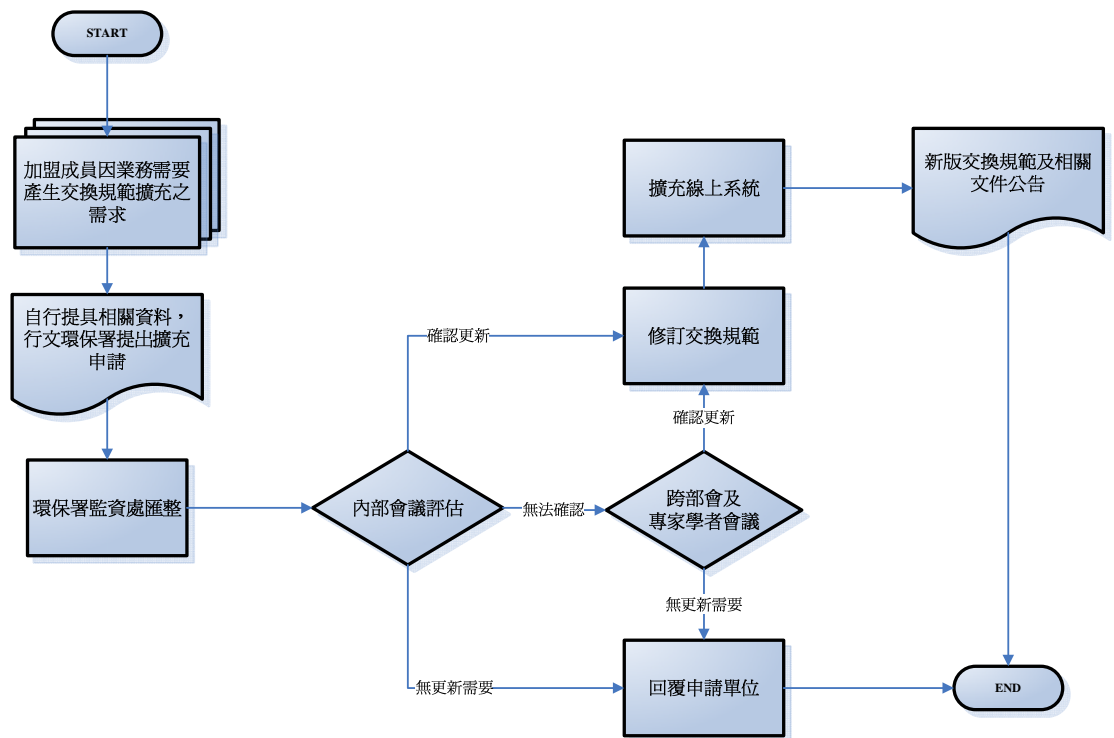 START
加盟成員因業務需要
產生交換規範擴充之
需求
自行提具相關資料，
行文環保署提出擴充
申請
環保署監資處匯整
內部會議評估
確認更新
無法確認
無更新需要
跨部會及
專家學者會議
確認更新
無更新需要
修訂交換規範
擴充線上系統
新版交換規範及相關
文件公告
回覆申請單位
END